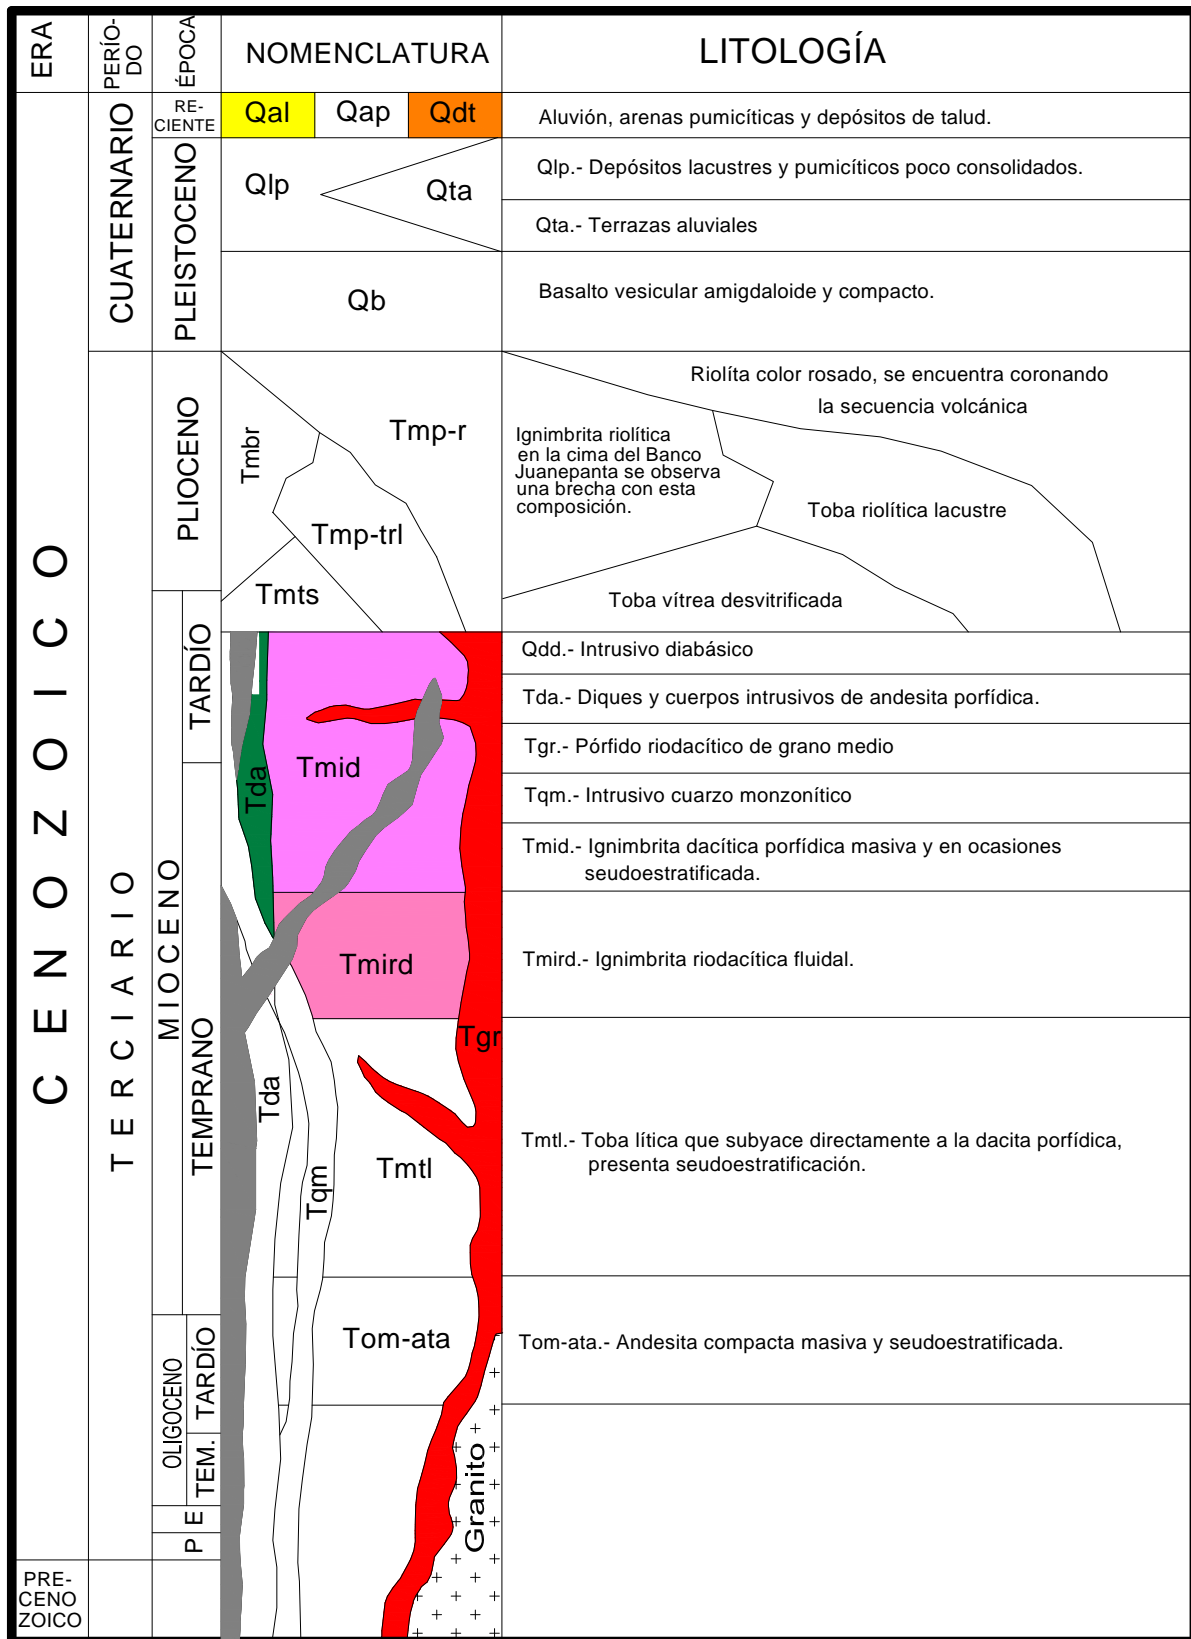 ERA
PERÍO-
DO
ÉPOCA
NOMENCLATURA
LITOLOGÍA
CENOZOICO
CUATERNARIO
RE-
CIENTE
Qal
Qap
Qdt
Aluvión, arenas pumicíticas y depósitos de talud.
PLEISTOCENO
Qlp
Qta
Qlp.- Depósitos lacustres y pumicíticos poco consolidados.
Qta.- Terrazas aluviales
Qb
Basalto vesicular amigdaloide y compacto.
TERCIARIO
PLIOCENO
Tmbr
Tmp-r
Tmp-trl
Tmts
Riolíta color rosado, se encuentra coronando
la secuencia volcánica
Ignimbrita riolítica
en la cima del Banco
Juanepanta se observa
una brecha con esta
composición.
Toba riolítica lacustre
Toba vítrea desvitrificada
MIOCENO
TARDÍO
Qdd.- Intrusivo diabásico
Tda.- Diques y cuerpos intrusivos de andesita porfídica.
Tda
Tmid
Tgr.- Pórfido riodacítico de grano medio
Tqm.- Intrusivo cuarzo monzonítico
Tmid.- Ignimbrita dacítica porfídica masiva y en ocasiones
seudoestratificada.
TEMPRANO
Tmird
Tmird.- Ignimbrita riodacítica fluidal.
Tgr
Tda
Tqm
Tmtl
Tmtl.- Toba lítica que subyace directamente a la dacita porfídica,
presenta seudoestratificación.
OLIGOCENO
TARDÍO
Tom-ata
Tom-ata.- Andesita compacta masiva y seudoestratificada.
TEM.
Granito
E
P
PRE-
CENO
ZOICO